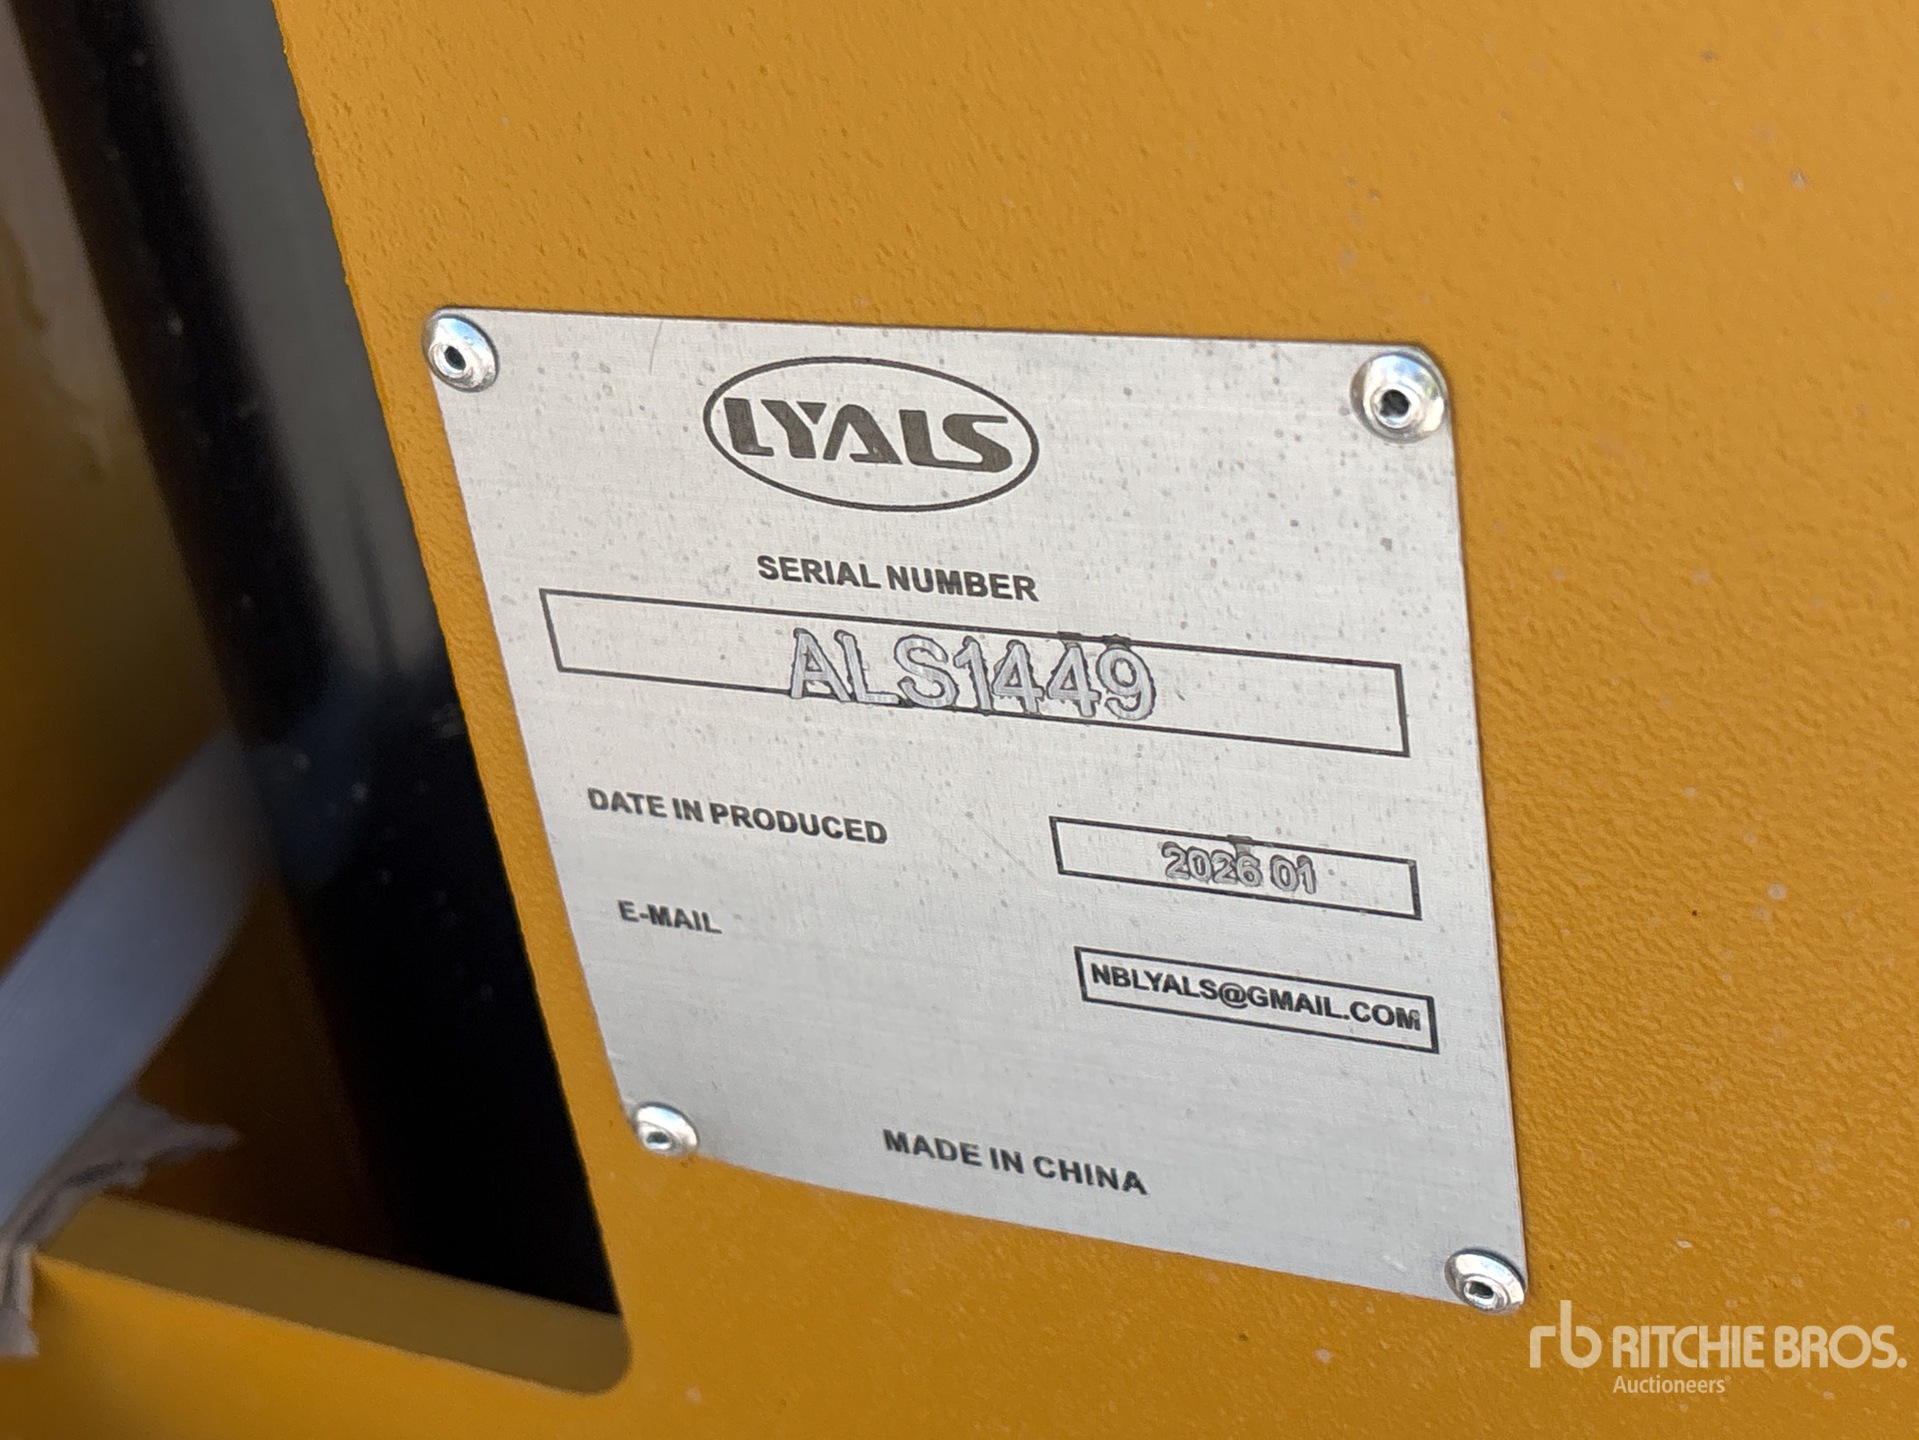 LYALS
SERIAL NUMBER
ALS1449
DATE IN PRODUCED
2026 01
E-MAIL
NBLYALS@GMAIL.COM
MADE IN CHINA
rb RITCHIE BROS.
Auctioneers